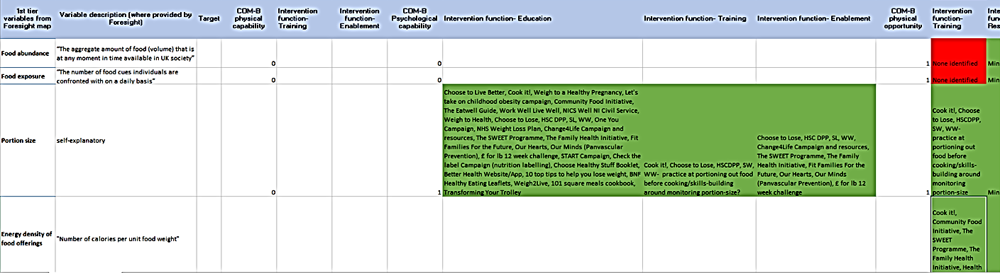 1st tier
variables from
Foresight map
Variable description (where provided by
Foresight)
Target
COM-B
physical
capability
Intervention
function-
Training
Intervention
function-
Enablement
COM-B
Psychological
capability
Intervention function- Education
Intervention function- Training
Intervention function- Enablement
COM-B
physical
opportunity
Intervention
function-
Training
Food abundance
"The aggregate amount of food (volume) that is
at any moment in time available in UK society"
0
0
1
None identified
Min
Food exposure
"The number of food cues individuals are
confronted with on a daily basis"
0
0
1
None identified
Min
Portion size
self-explanatory
0
1
Choose to Live Better, Cook it!, Weigh to a Healthy Pregnancy, Let's
take on childhood obesity campaign, Community Food Initiative,
The Eatwell Guide, Work Well Live Well, NICS Well NI Civil Service,
Weigh to Health, Choose to Lose, HSC DPP, SL, WW, One You
Campaign, NHS Weight Loss Plan, Change4Life Campaign and
resources, The SWEET Programme, The Family Health Initiative, Fit
Families For the Future, Our Hearts, Our Minds (Panvascular
Prevention), £ for lb 12 week challenge, START Campaign, Check the
label Campaign (nutrition labelling), Choose Healthy Stuff Booklet,
Better Health Website/App, 10 top tips to help you lose weight, BNF
Healthy Eating Leaflets, Weigh2Live, 101 square meals cookbook,
Transforming Your Trolley
Cook it!, Choose to Lose, HSCDPP, SW,
WW- practice at portioning out food
before cooking/skills-building
around monitoring portion-size?
Choose to Lose, HSC DPP, SL, WW,
Change4Life Campaign and resources,
The SWEET Programme, The Family
Health Initiative, Fit Families For the
Future, Our Hearts, Our Minds
(Panvascular Prevention), £ for lb 12
week challenge
1
Cook it!, Choose
to Lose, HSCDPP,
SW, WW-
practice at
portioning out
food before
cooking/skills-
building around
monitoring
portion-size
Min
Energy density of
food offerings
"Number of calories per unit food weight"
Cook it!,
Community Food
Initiative, The
SWEET
Programme, The
Family Health
Initiative, Health